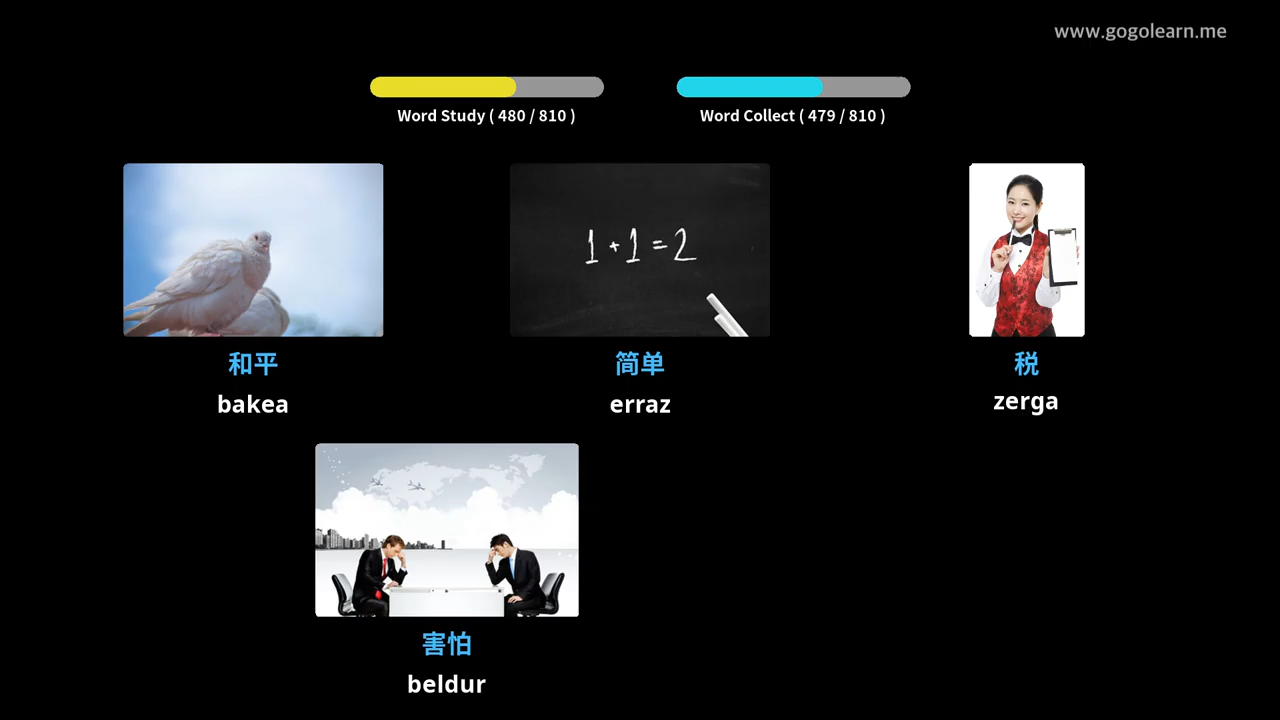 www.gogolearn.me
Word Study ( 480 / 810 )
Word Collect ( 479 / 810 )
1+1=2
和平
bakea
简单
erraz
税
zerga
害怕
beldur